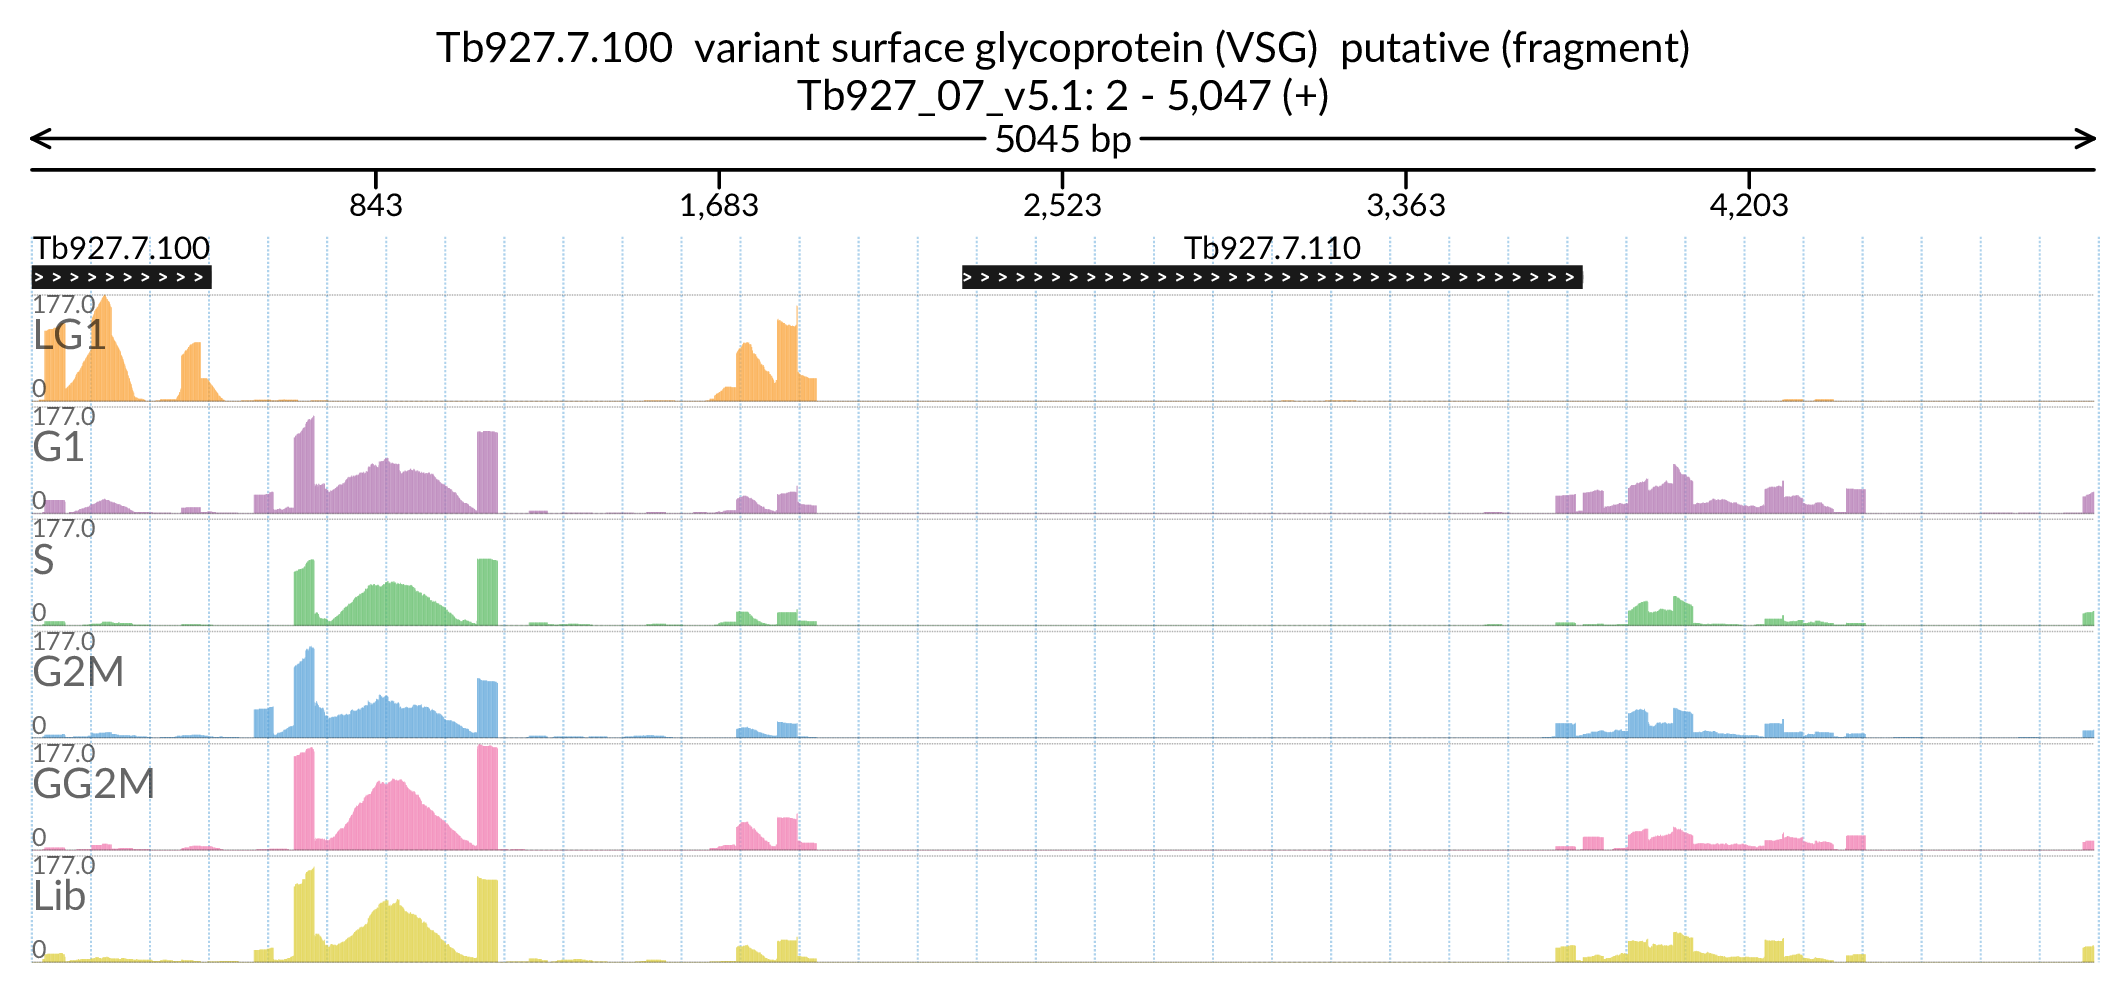 Tb927.7.100  variant surface glycoprotein (VSG)  putative (fragment)
Tb927_07_v5.1: 2 - 5,047 (+)
5045 bp
843 1,683 2,523 3,363 4,203
Tb927.7.100 Tb927.7.110
177.0
LG1
0
177.0
G1
0
177.0
S
0
177.0
G2M
0
177.0
GG2M
0
177.0
Lib
0